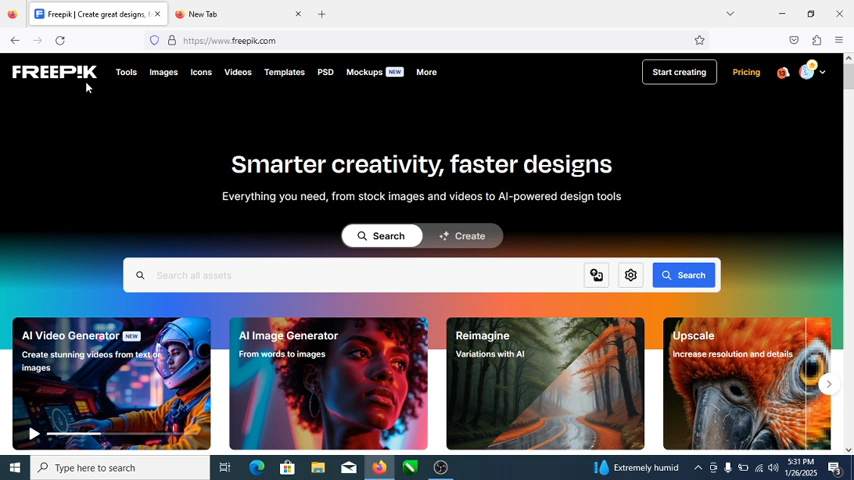 Freepik | Create great designs, f
New Tab
https://www.freepik.com
FREEPIK
Tools
Images
Icons
Videos
Templates
PSD
Mockups NEW
More
Start creating
Pricing
13
Smarter creativity, faster designs
Everything you need, from stock images and videos to AI-powered design tools
Search
Create
Search all assets
Search
AI Video Generator NEW
Create stunning videos from text or
images
AI Image Generator
From words to images
Reimagine
Variations with AI
Upscale
Increase resolution and details
Type here to search
Extremely humid
5:31 PM
1/26/2025
3